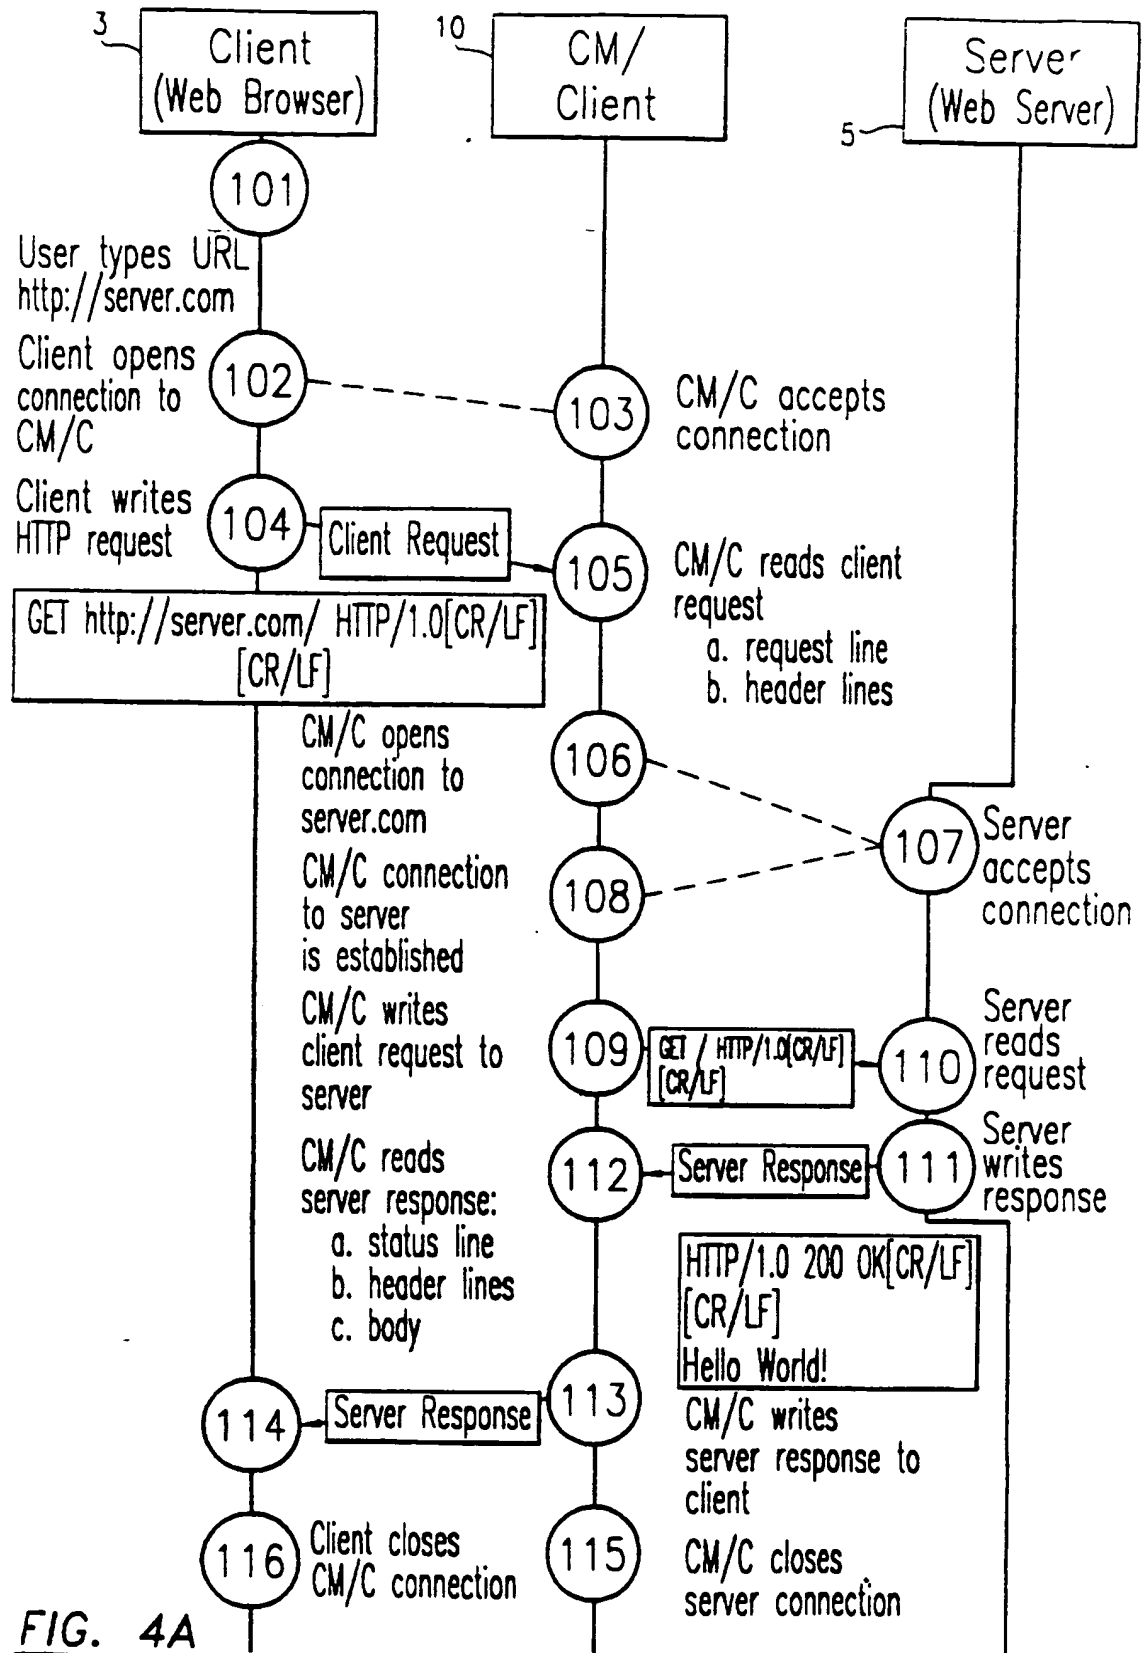 3
Client
(Web Browser)
10
CM/
Client
Server
(Web Server)
5
101
User types URL
http://server.com
Client opens
connection to
CM/C
102
103
CM/C accepts
connection
Client writes
HTTP request
104
Client Request
105
CM/C reads client
request
a. request line
b. header lines
GET http://server.com/ HTTP/1.0[CR/LF]
[CR/LF]
CM/C opens
connection to
server.com
106
107
Server
accepts
connection
CM/C connection
to server
is established
108
CM/C writes
client request to
server
109
GET / HTTP/1.0[CR/LF]
[CR/LF]
110
Server
reads
request
CM/C reads
server response:
a. status line
b. header lines
c. body
112
Server Response
111
Server
writes
response
HTTP/1.0 200 OK[CR/LF]
[CR/LF]
Hello World!
114
Server Response
113
CM/C writes
server response to
client
116
Client closes
CM/C connection
115
CM/C closes
server connection
FIG. 4A